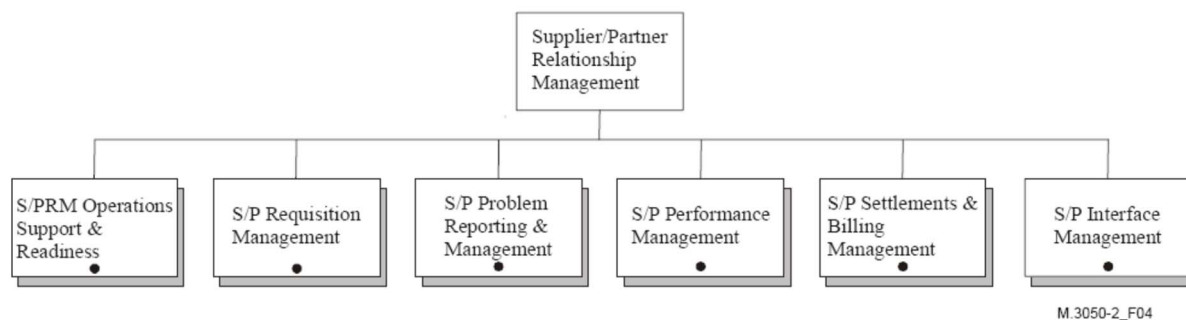 Supplier/Partner
Relationship
Management
S/PRM Operations
Support &
Readiness
S/P Requisition
Management
S/P Problem
Reporting &
Management
S/P Performance
Management
S/P Settlements &
Billing
Management
S/P Interface
Management
M.3050-2_F04